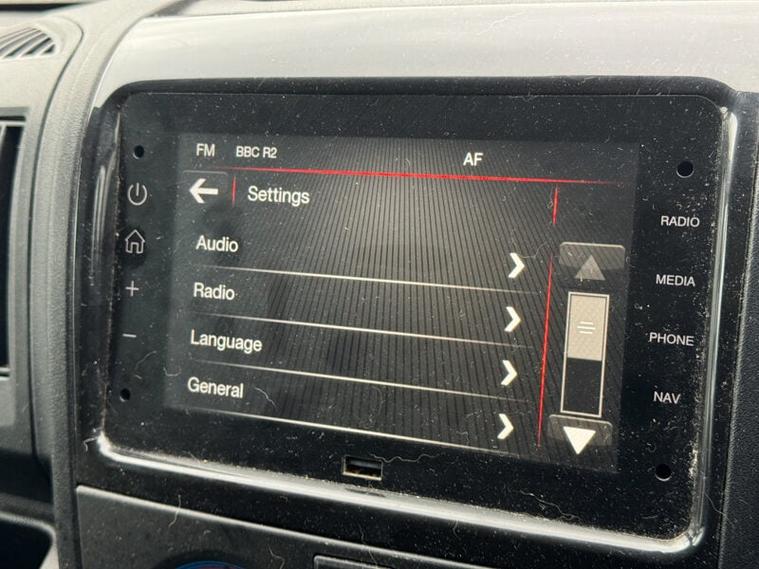 FM BBC R2 AF
Settings
Audio
Radio
Language
General
RADIO
MEDIA
PHONE
NAV